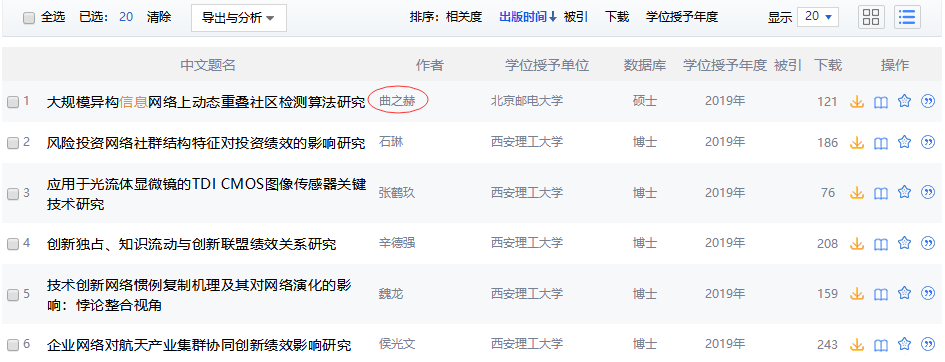 全选 已选： 20 清除 导出与分析 排序： 相关度 出版时间↓ 被引 下载 学位授予年度 显示 20
中文题名 作者 学位授予单位 数据库 学位授予年度 被引 下载 操作
1 大规模异构信息网络上动态重叠社区检测算法研究 曲之赫 北京邮电大学 硕士 2019年 121
2 风险投资网络社群结构特征对投资绩效的影响研究 石琳 西安理工大学 博士 2019年 186
3 应用于光流体显微镜的TDI CMOS图像传感器关键
技术研究 张鹤玖 西安理工大学 博士 2019年 76
4 创新独占、知识流动与创新联盟绩效关系研究 辛德强 西安理工大学 博士 2019年 208
5 技术创新网络惯例复制机理及其对网络演化的影
响：悖论整合视角 魏龙 西安理工大学 博士 2019年 159
6 企业网络对航天产业集群协同创新绩效影响研究 侯光文 西安理工大学 博士 2019年 243